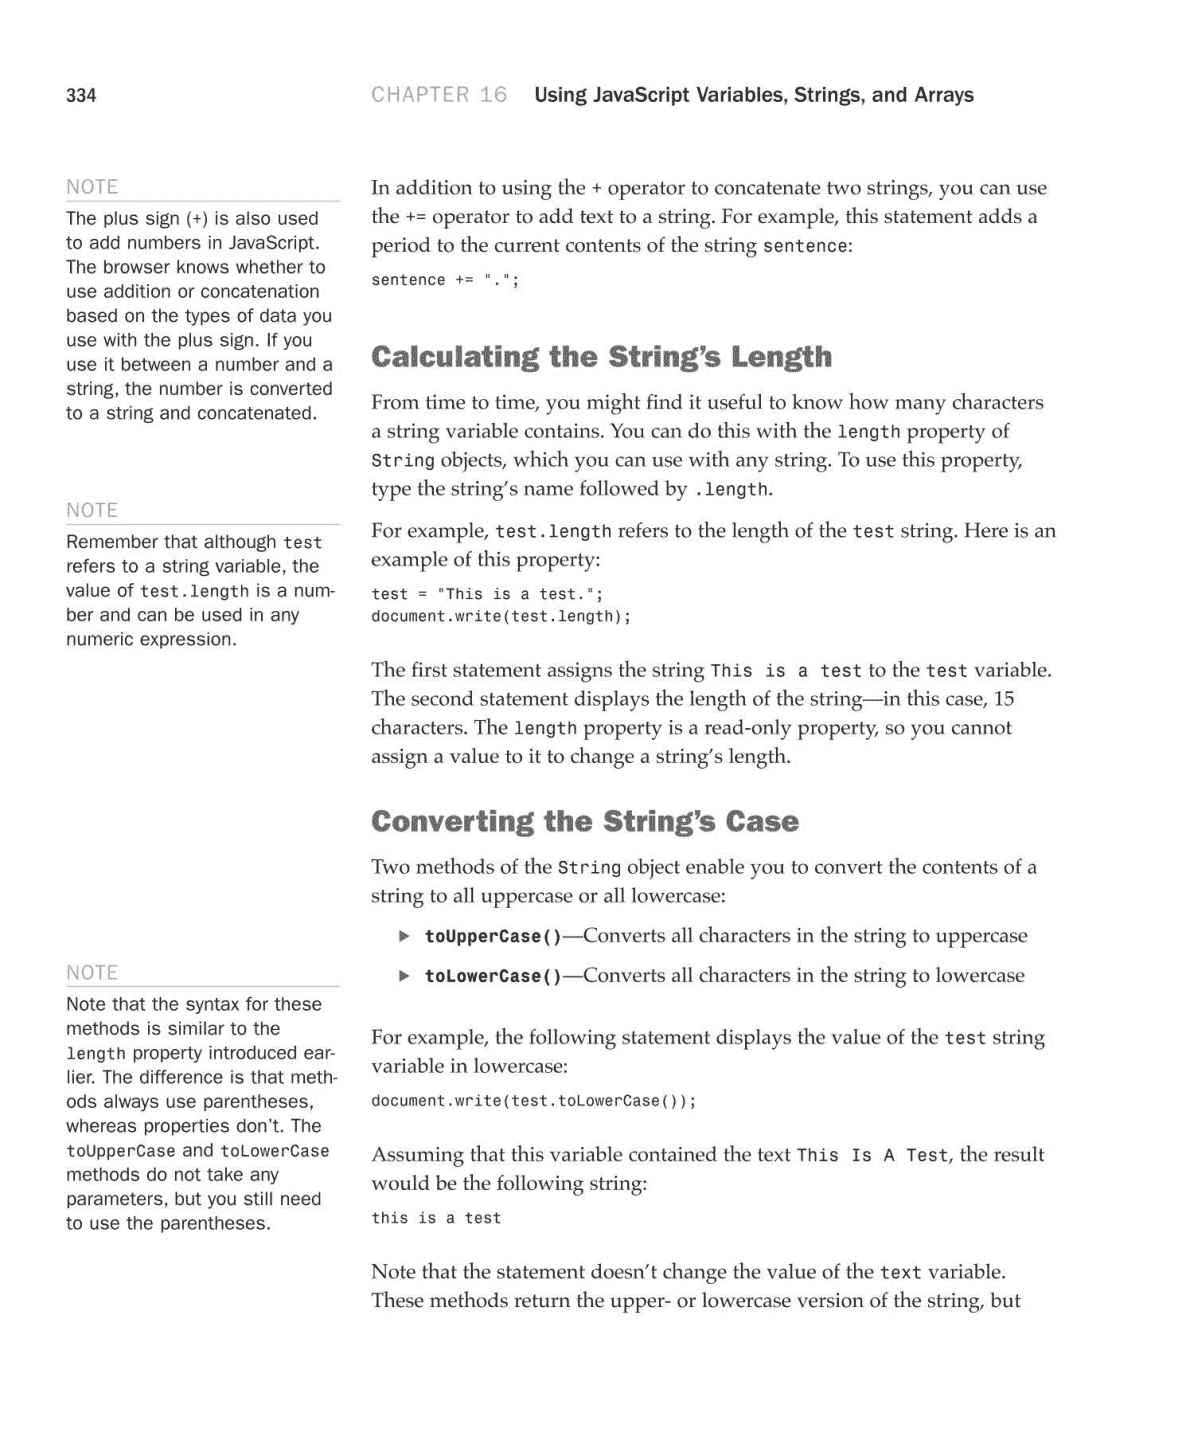 334
CHAPTER 16 Using JavaScript Variables, Strings, and Arrays
NOTE
The plus sign (+) is also used
to add numbers in JavaScript.
The browser knows whether to
use addition or concatenation
based on the types of data you
use with the plus sign. If you
use it between a number and a
string, the number is converted
to a string and concatenated.
NOTE
Remember that although test
refers to a string variable, the
value of test.length is a num-
ber and can be used in any
numeric expression.
NOTE
Note that the syntax for these
methods is similar to the
length property introduced ear-
lier. The difference is that meth-
ods always use parentheses,
whereas properties don't. The
toUpperCase and toLowerCase
methods do not take any
parameters, but you still need
to use the parentheses.
In addition to using the + operator to concatenate two strings, you can use
the += operator to add text to a string. For example, this statement adds a
period to the current contents of the string sentence:
sentence += ".";
Calculating the String's Length
From time to time, you might find it useful to know how many characters
a string variable contains. You can do this with the length property of
String objects, which you can use with any string. To use this property,
type the string's name followed by .length.
For example, test.length refers to the length of the test string. Here is an
example of this property:
test = "This is a test.";
document.write(test.length);
The first statement assigns the string This is a test to the test variable.
The second statement displays the length of the string—in this case, 15
characters. The length property is a read-only property, so you cannot
assign a value to it to change a string's length.
Converting the String's Case
Two methods of the String object enable you to convert the contents of a
string to all uppercase or all lowercase:
▶ toUpperCase()—Converts all characters in the string to uppercase
▶ toLowerCase()—Converts all characters in the string to lowercase
For example, the following statement displays the value of the test string
variable in lowercase:
document.write(test.toLowerCase());
Assuming that this variable contained the text This Is A Test, the result
would be the following string:
this is a test
Note that the statement doesn't change the value of the text variable.
These methods return the upper- or lowercase version of the string, but